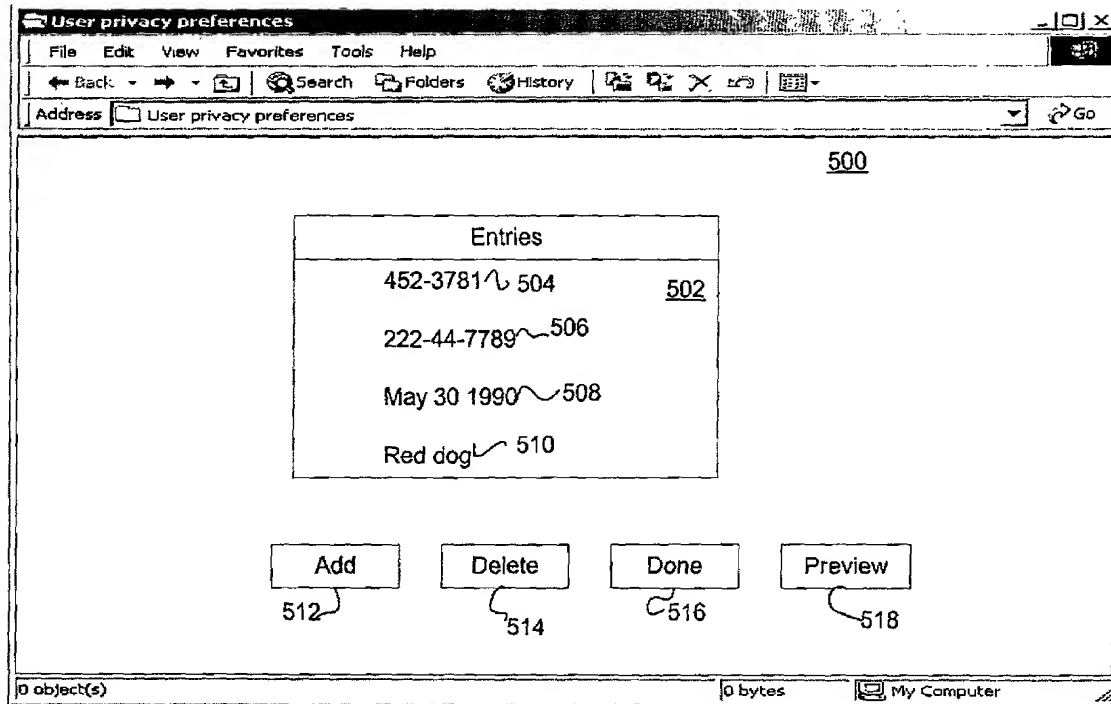 User privacy preferences
File Edit View Favorites Tools Help
Back Search Folders History
Address User privacy preferences Go
500
Entries
452-3781 504
502
222-44-7789 506
May 30 1990 508
Red dog 510
Add Delete Done Preview
512 514 516 518
0 object(s) 0 bytes My Computer